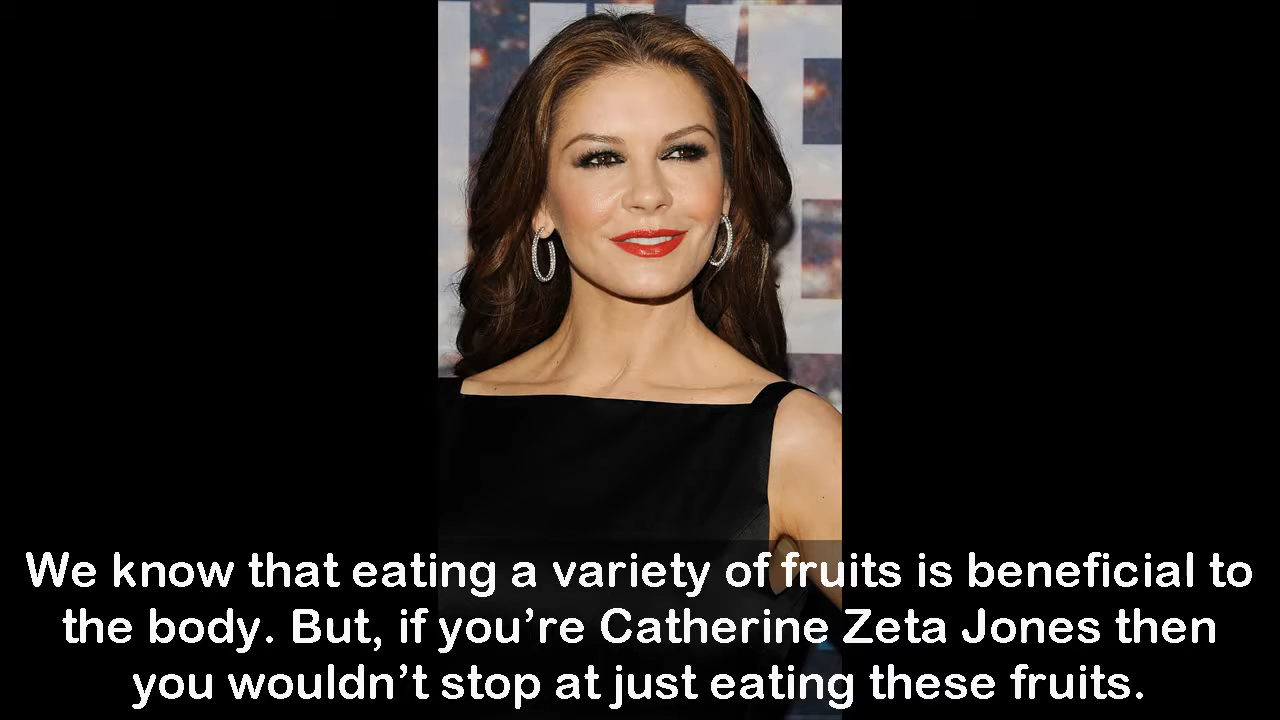 We know that eating a variety of fruits is beneficial to
the body. But, if you’re Catherine Zeta Jones then
you wouldn’t stop at just eating these fruits.